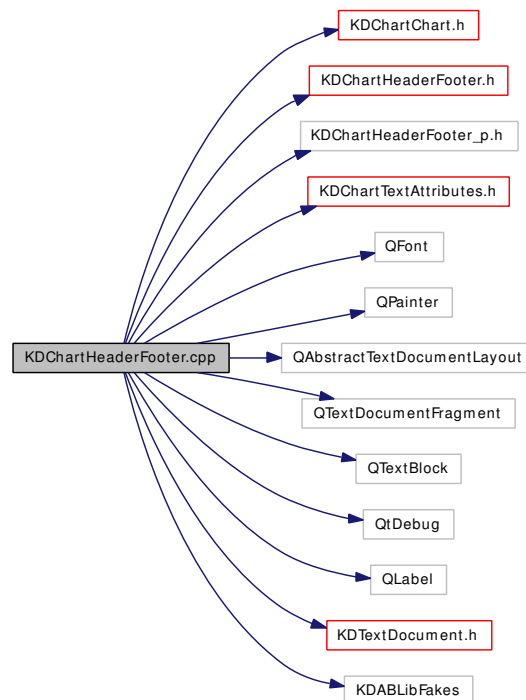 KDChartChart.h
KDChartHeaderFooter.h
KDChartHeaderFooter_p.h
KDChartTextAttributes.h
QFont
QPainter
KDChartHeaderFooter.cpp
QAbstractTextDocumentLayout
QTextDocumentFragment
QTextBlock
QtDebug
QLabel
KDTextDocument.h
KDABLibFakes